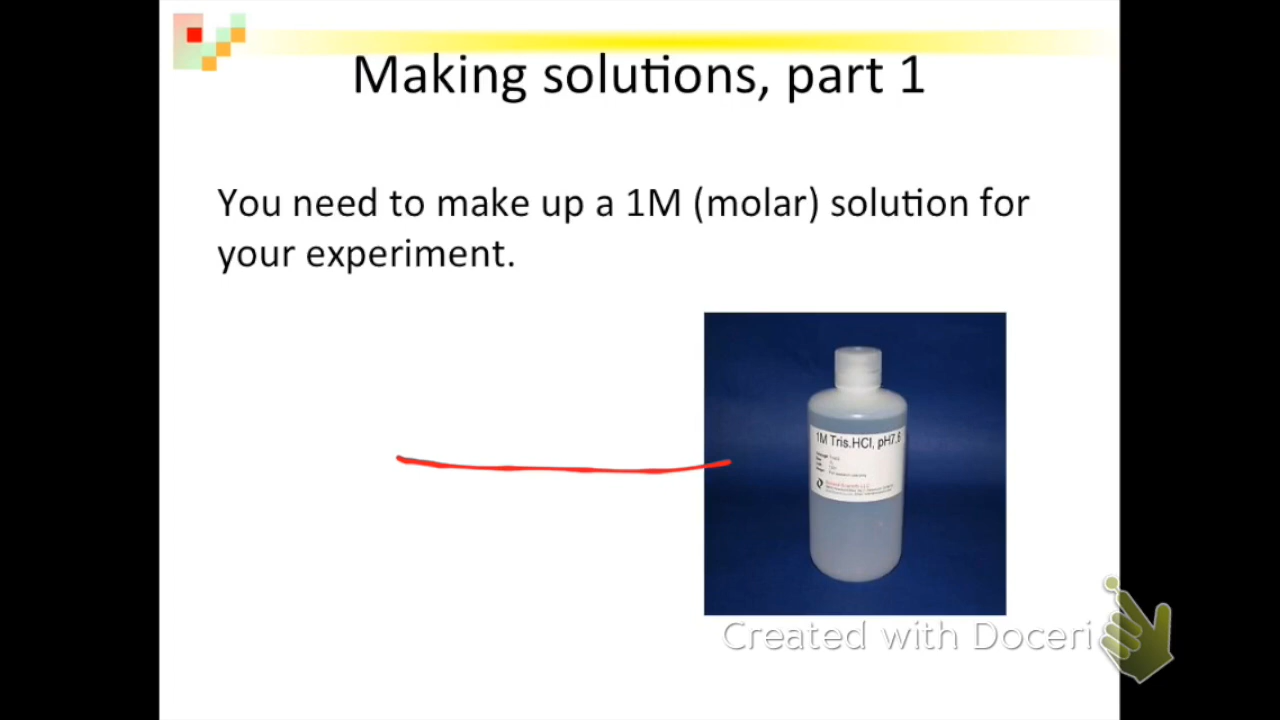 Making solutions, part 1
You need to make up a 1M (molar) solution for
your experiment.
1M Tris.HCl, pH7.6
Created with Doceri